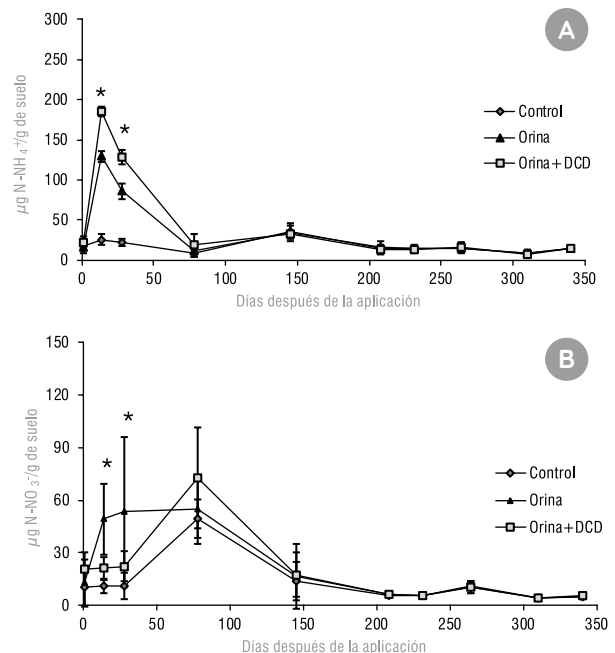 A
300
250
200
150
100
50
0
µg N-NH4+/g de suelo
*
*
Control
Orina
Orina+DCD
0 50 100 150 200 250 300 350
Días después de la aplicación
B
150
120
90
60
30
0
µg N-NO3-/g de suelo
*
*
Control
Orina
Orina+DCD
0 50 100 150 200 250 300 350
Días después de la aplicación